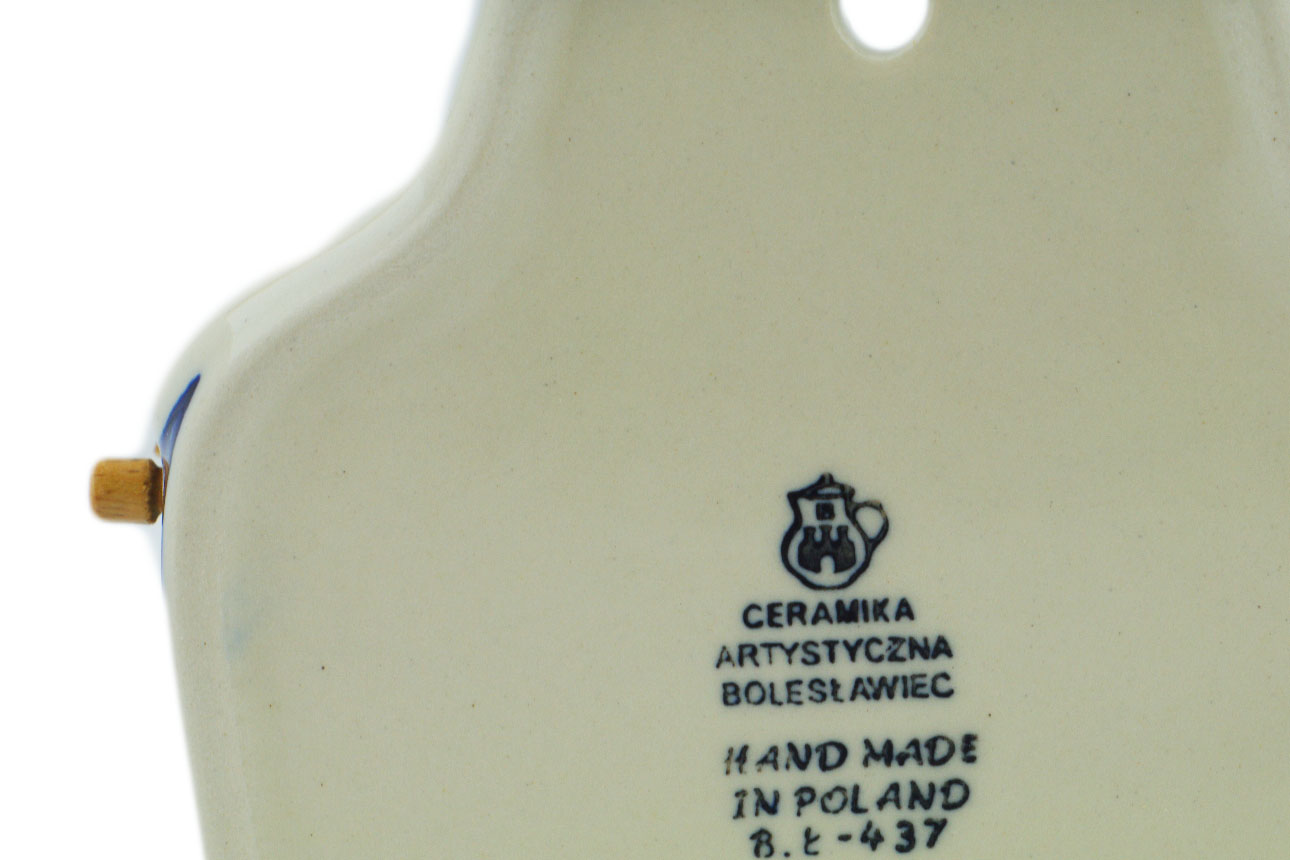 B
CERAMIKA
ARTYSTYCZNA
BOLESŁAWIEC
HAND MADE
IN POLAND
B.Ł-437